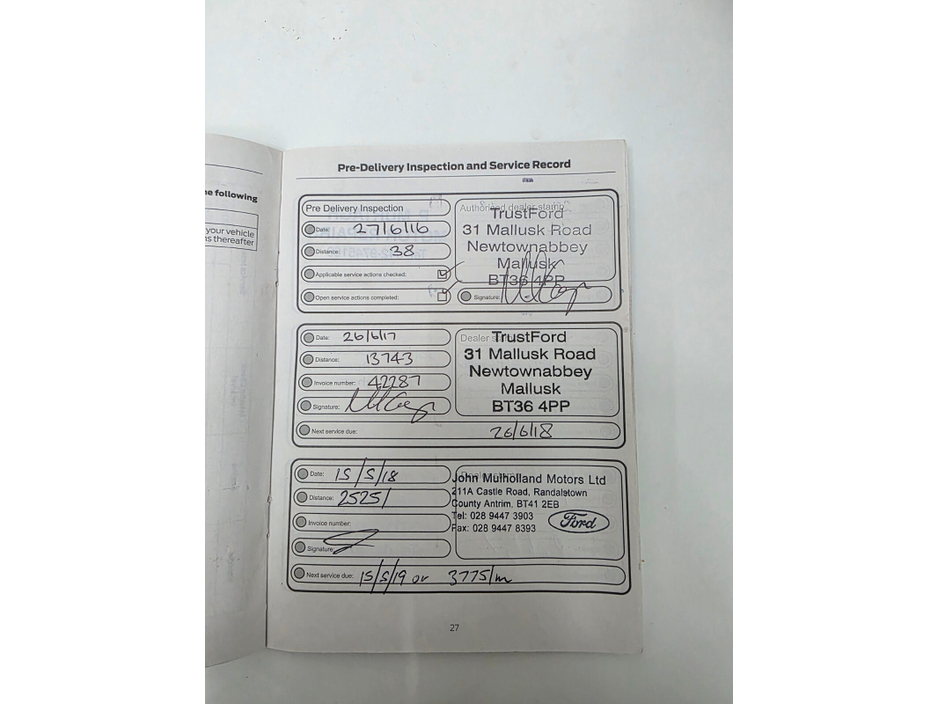 e following
your vehicle
s thereafter
Pre-Delivery Inspection and Service Record
Pre Delivery Inspection
Date: 27/6/16
Distance: 38
Applicable service actions checked:
Open service actions completed:
Authorised dealer stamp
TrustFord
31 Mallusk Road
Newtownabbey
Mallusk
BT36 4PP
Signature:
Date: 26/6/17
Distance: 13743
Invoice number: 42287
Signature:
Dealer
TrustFord
31 Mallusk Road
Newtownabbey
Mallusk
BT36 4PP
Next service due: 26/6/18
Date: 15/5/18
Distance: 25251
Invoice number:
Signature:
John Mulholland Motors Ltd
211A Castle Road, Randalstown
County Antrim, BT41 2EB
Tel: 028 9447 3903
Fax: 028 9447 8393
Ford
Next service due: 15/5/19 or 37751m
27